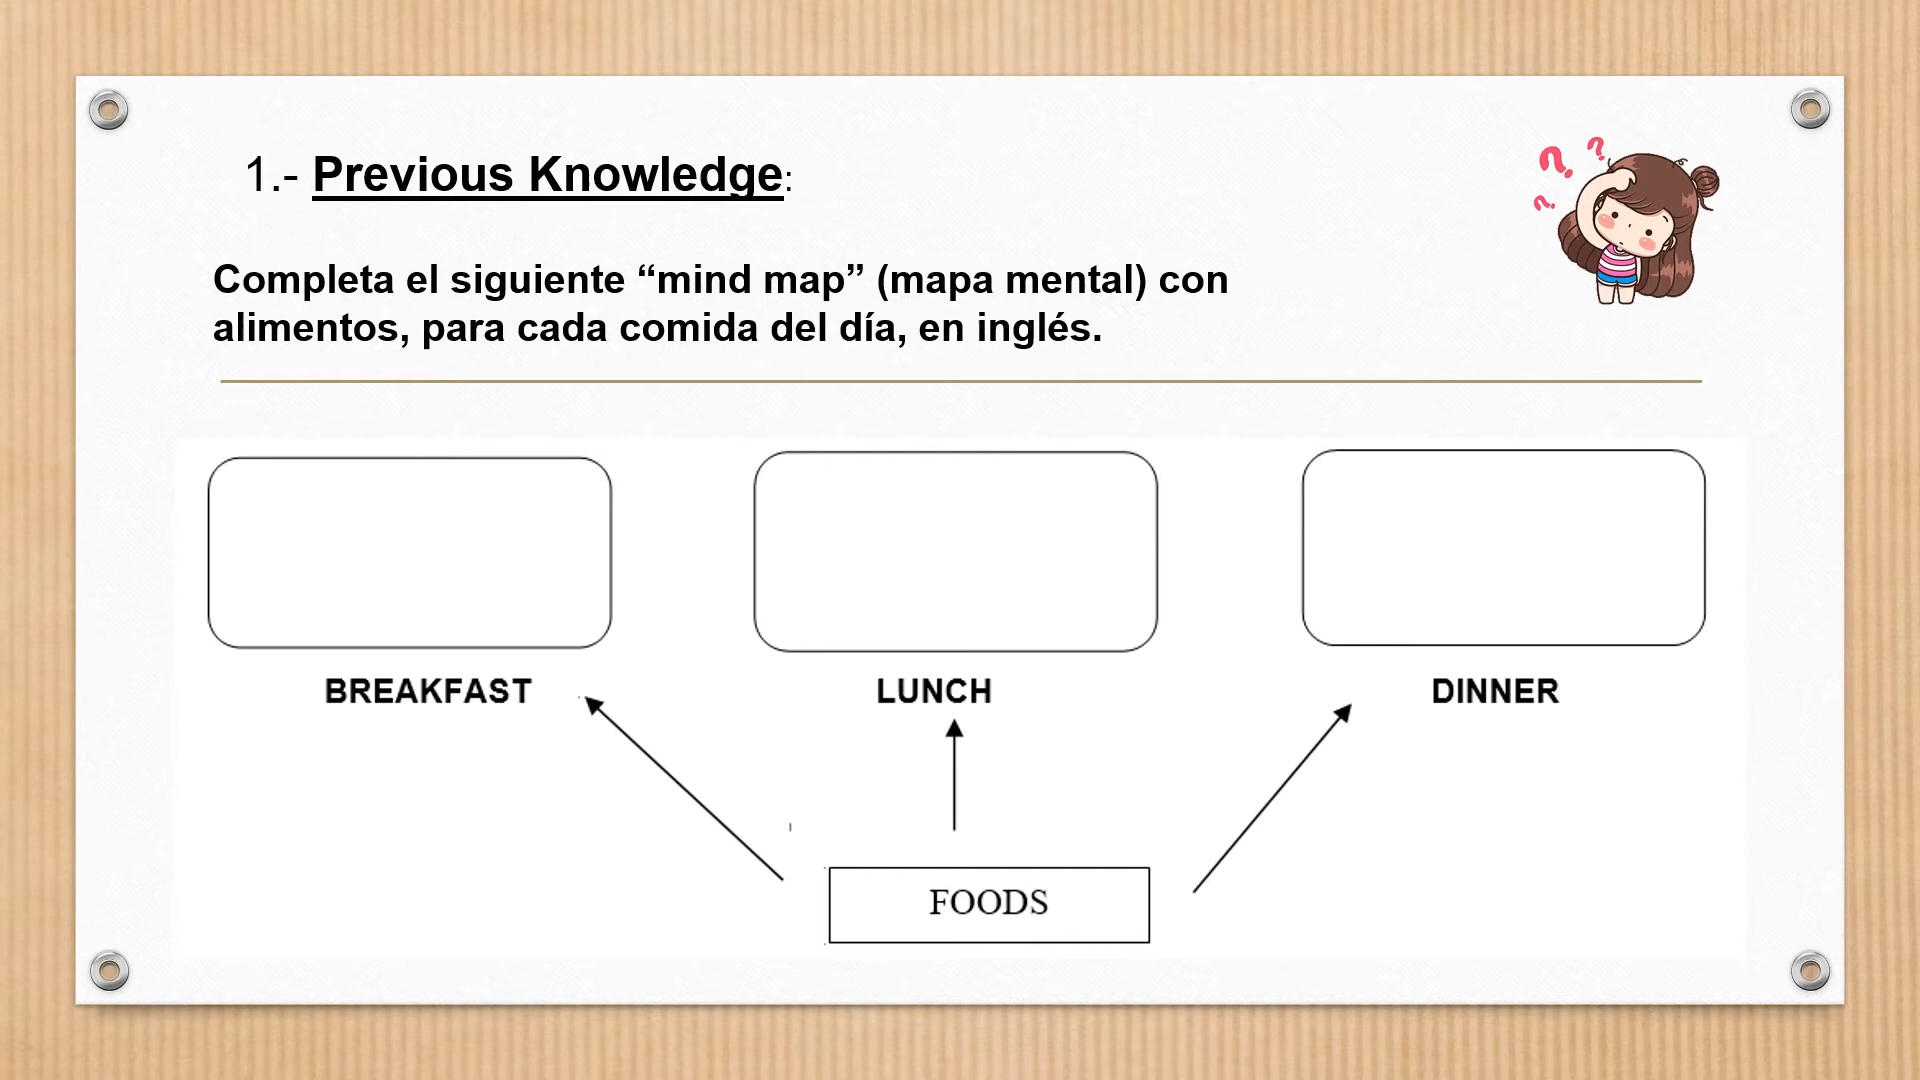 1.- Previous Knowledge:
Completa el siguiente “mind map” (mapa mental) con
alimentos, para cada comida del día, en inglés.
? ? ?
BREAKFAST
LUNCH
DINNER
FOODS